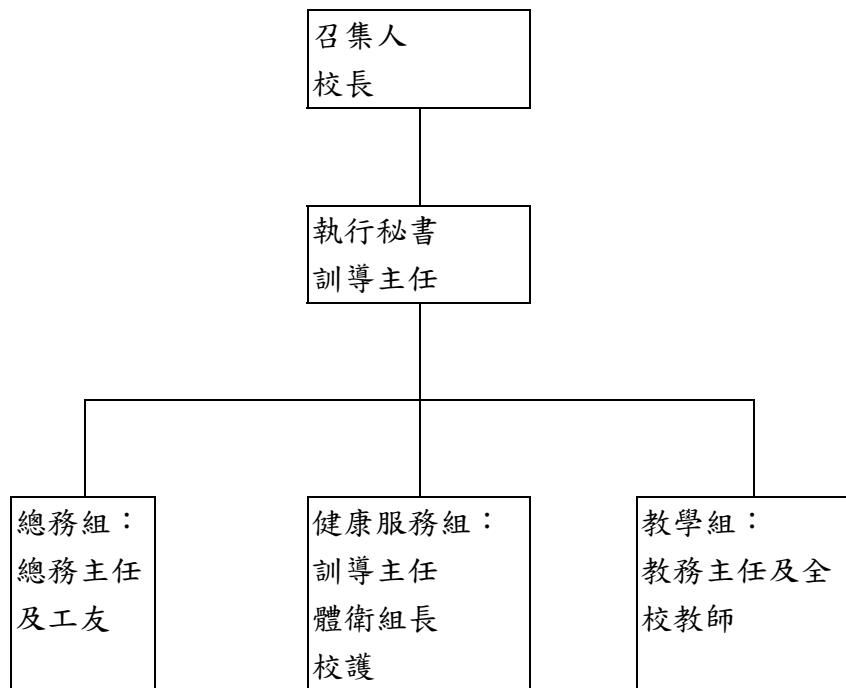 召集人
校長
執行秘書
訓導主任
總務組：
總務主任
及工友
健康服務組：
訓導主任
體衛組長
校護
教學組：
教務主任及全
校教師